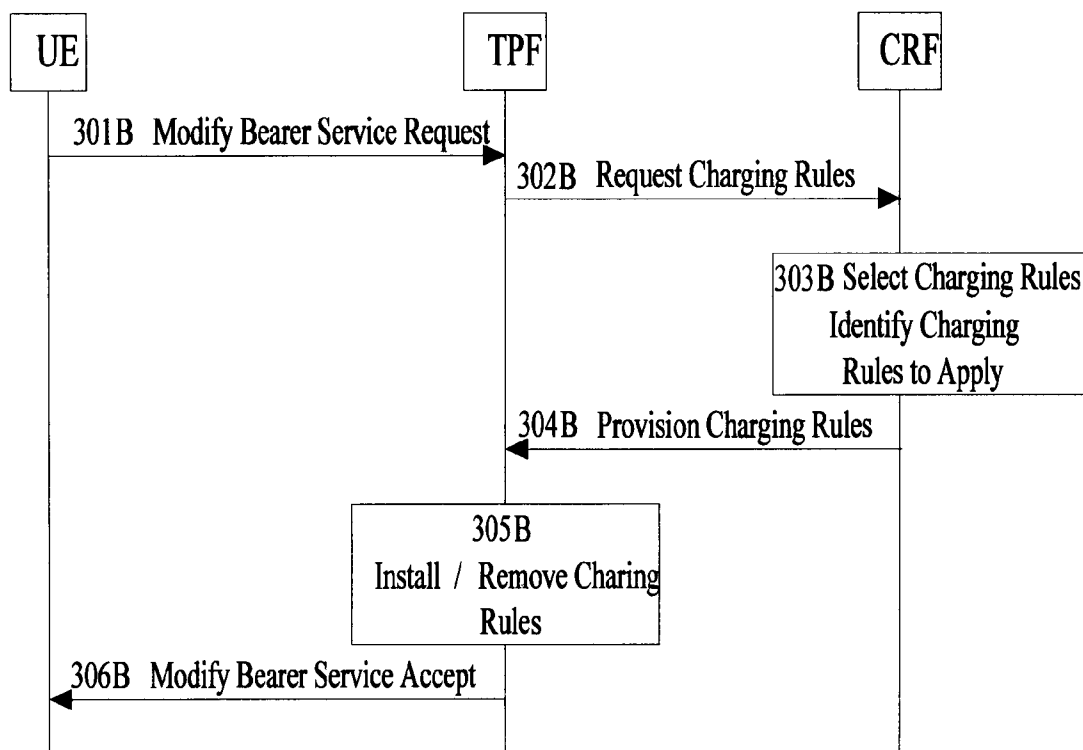 UE
TPF
CRF
301B Modify Bearer Service Request
302B Request Charging Rules
303B Select Charging Rules
Identify Charging
Rules to Apply
304B Provision Charging Rules
305B
Install / Remove Charing
Rules
306B Modify Bearer Service Accept